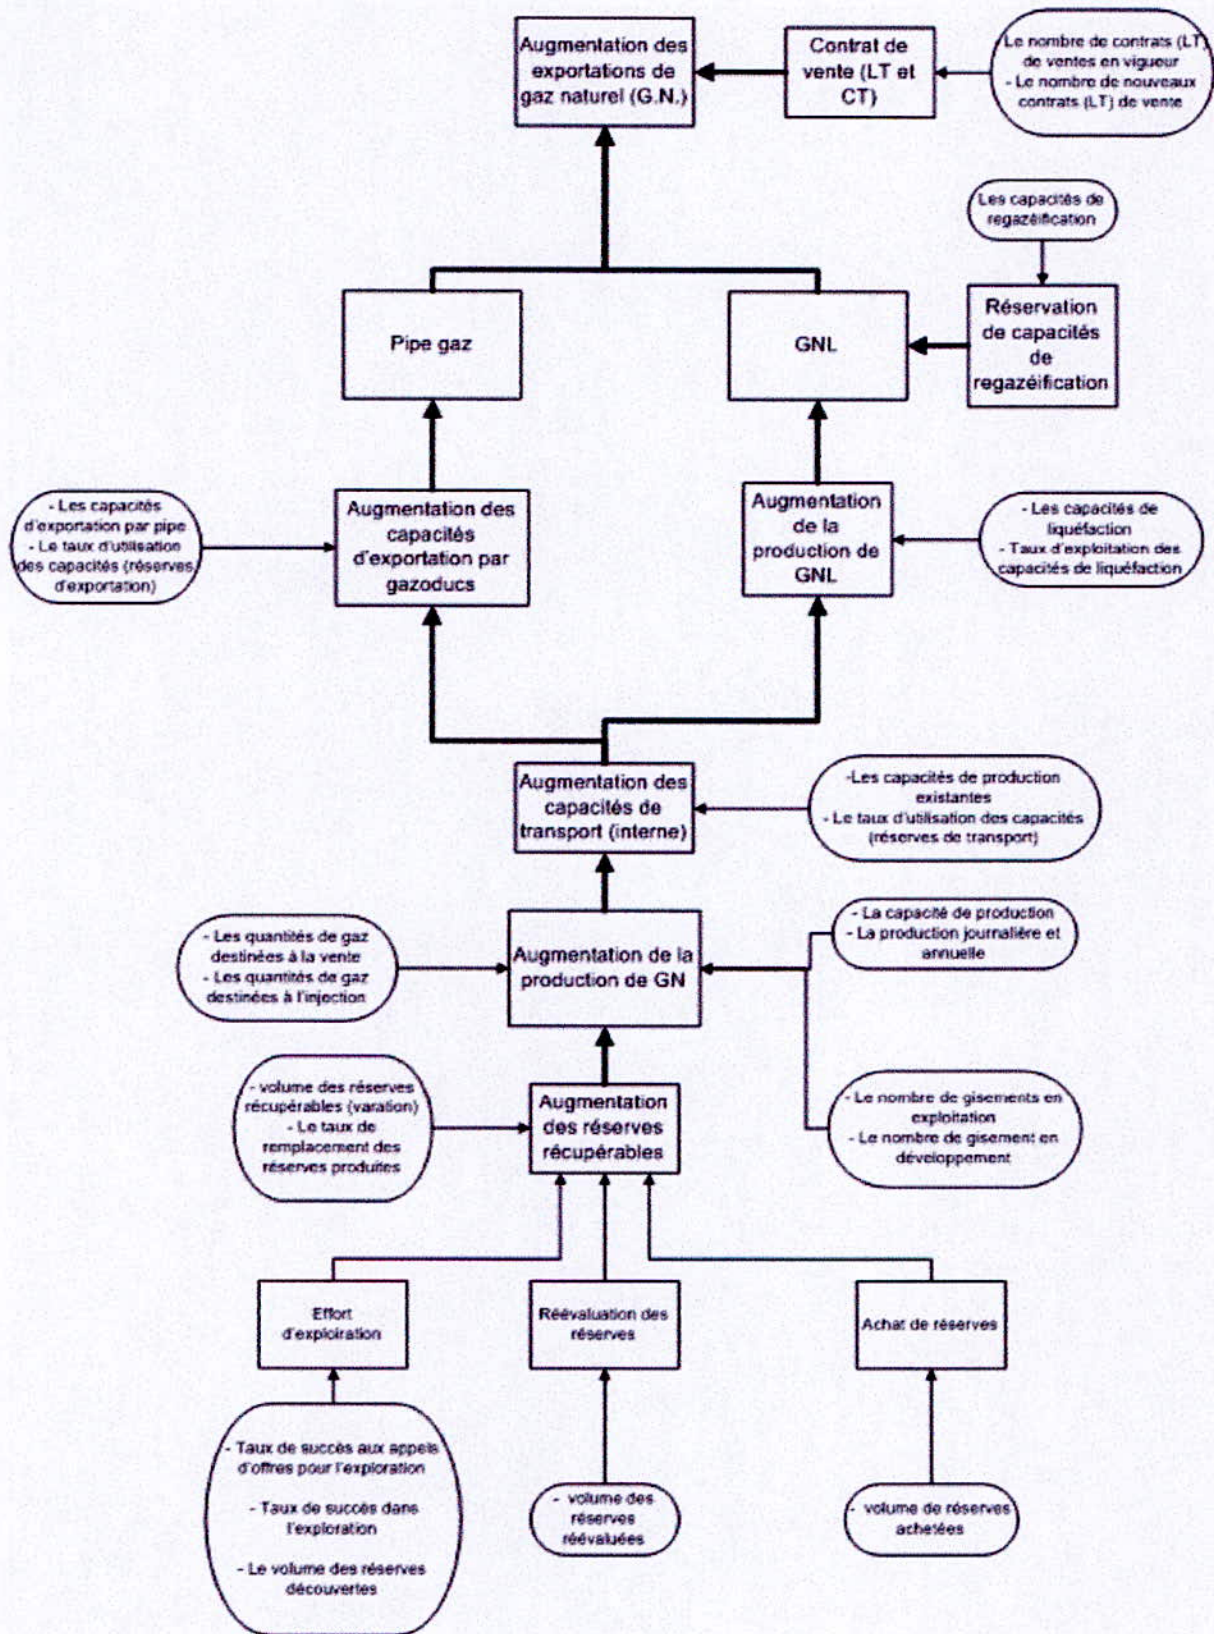 Augmentation des
exportations de
gaz naturel (G.N.)
Contrat de
vente (LT et
CT)
Le nombre de contrats (LT)
de ventes en vigueur
- Le nombre de nouveaux
contrats (LT) de vente
Les capacités de
regazéification
Pipe gaz
GNL
Réservation
de capacités
de
regazéification
- Les capacités
d'exportation par pipe
- Le taux d'utilisation
des capacités (réserves
d'exportation)
Augmentation des
capacités
d'exportation par
gazoducs
Augmentation
de la
production de
GNL
- Les capacités de
liquéfaction
- Taux d'exploitation des
capacités de liquéfaction
Augmentation des
capacités de
transport (interne)
-Les capacités de production
existantes
- Le taux d'utilisation des capacités
(réserves de transport)
- Les quantités de gaz
destinées à la vente
- Les quantités de gaz
destinées à l'injection
Augmentation de la
production de GN
- La capacité de production
- La production journalière et
annuelle
- volume des réserves
récupérables (varation)
- Le taux de
remplacement des
réserves produites
Augmentation
des réserves
récupérables
- Le nombre de gisements en
exploitation
- Le nombre de gisement en
développement
Effort
d'exploiration
Réévaluation des
réserves
Achat de réserves
- Taux de succès aux appels
d'offres pour l'exploration
- Taux de succès dans
l'exploration
- Le volume des réserves
découvertes
- volume des
réserves
réévaluées
- volume de réserves
achetées